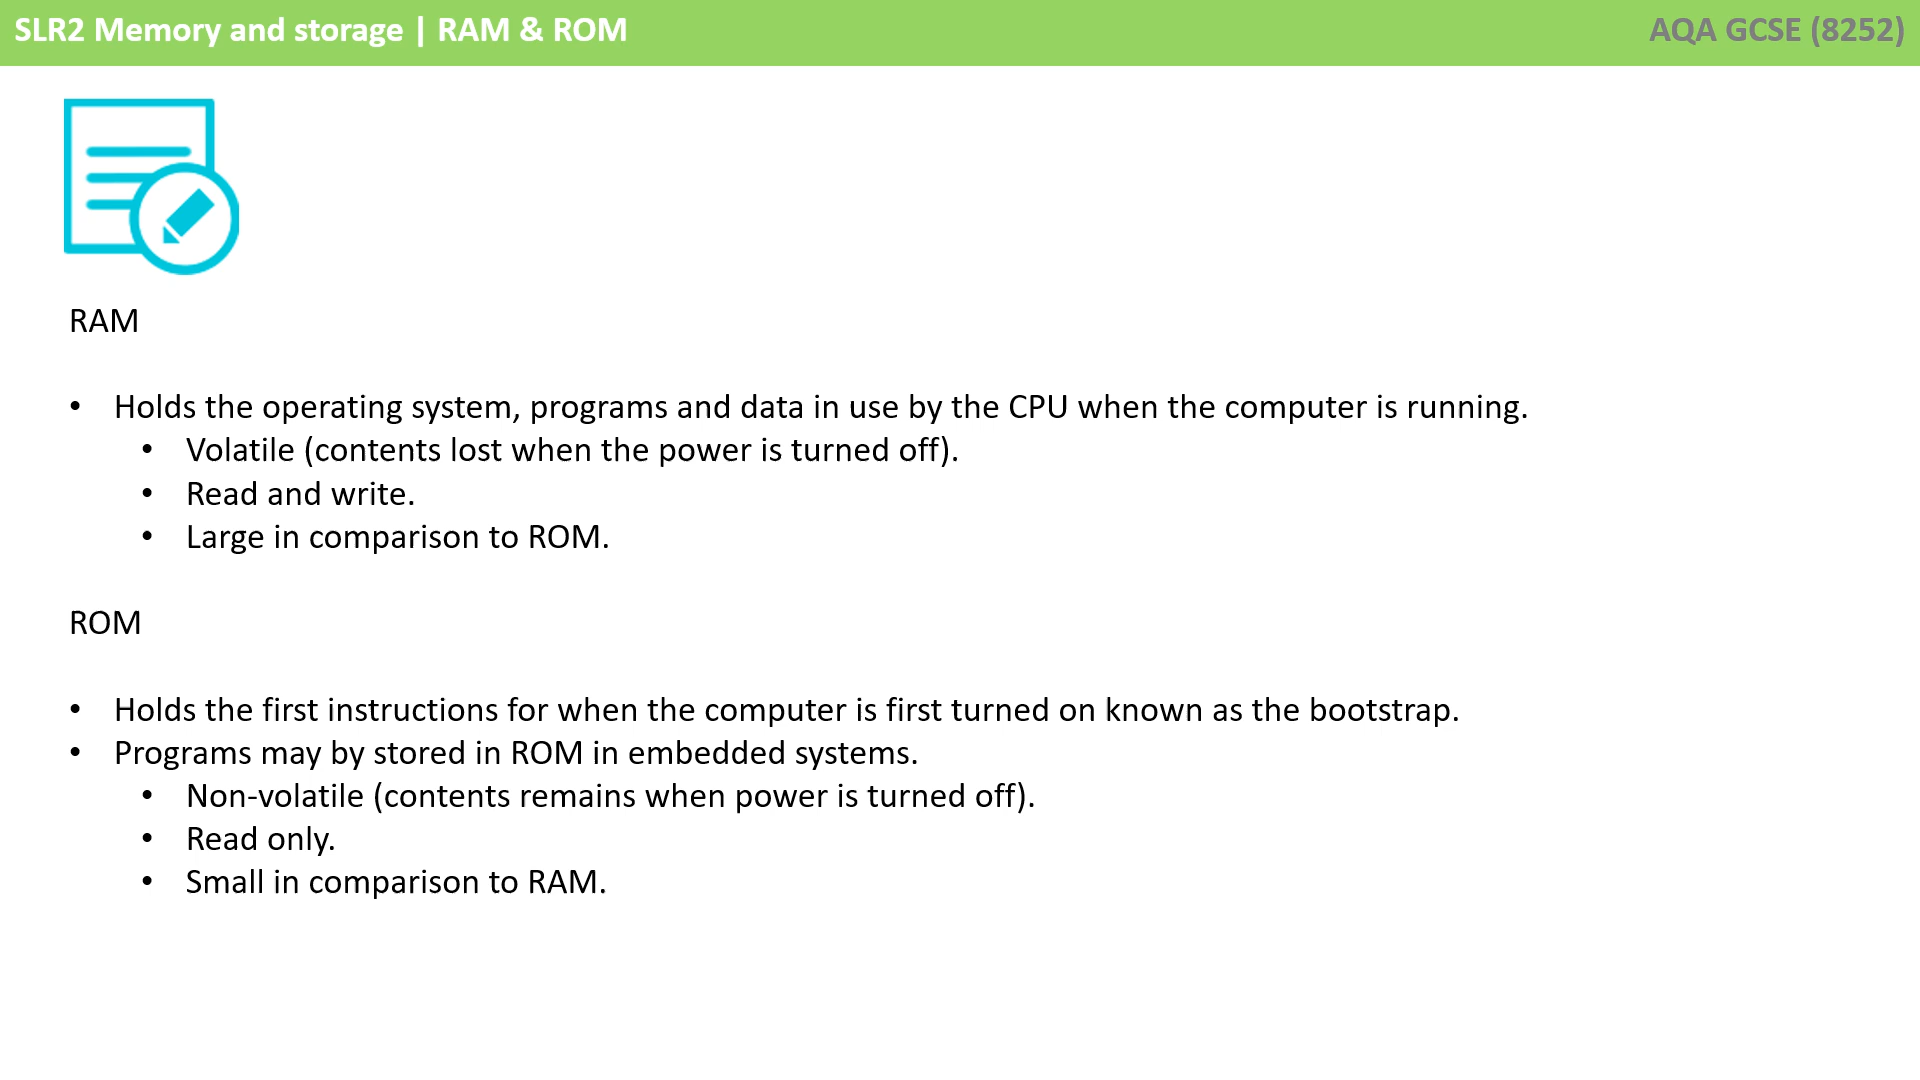 SLR2 Memory and storage | RAM & ROM
AQA GCSE (8252)
RAM
• Holds the operating system, programs and data in use by the CPU when the computer is running.
• Volatile (contents lost when the power is turned off).
• Read and write.
• Large in comparison to ROM.
ROM
• Holds the first instructions for when the computer is first turned on known as the bootstrap.
• Programs may by stored in ROM in embedded systems.
• Non-volatile (contents remains when power is turned off).
• Read only.
• Small in comparison to RAM.